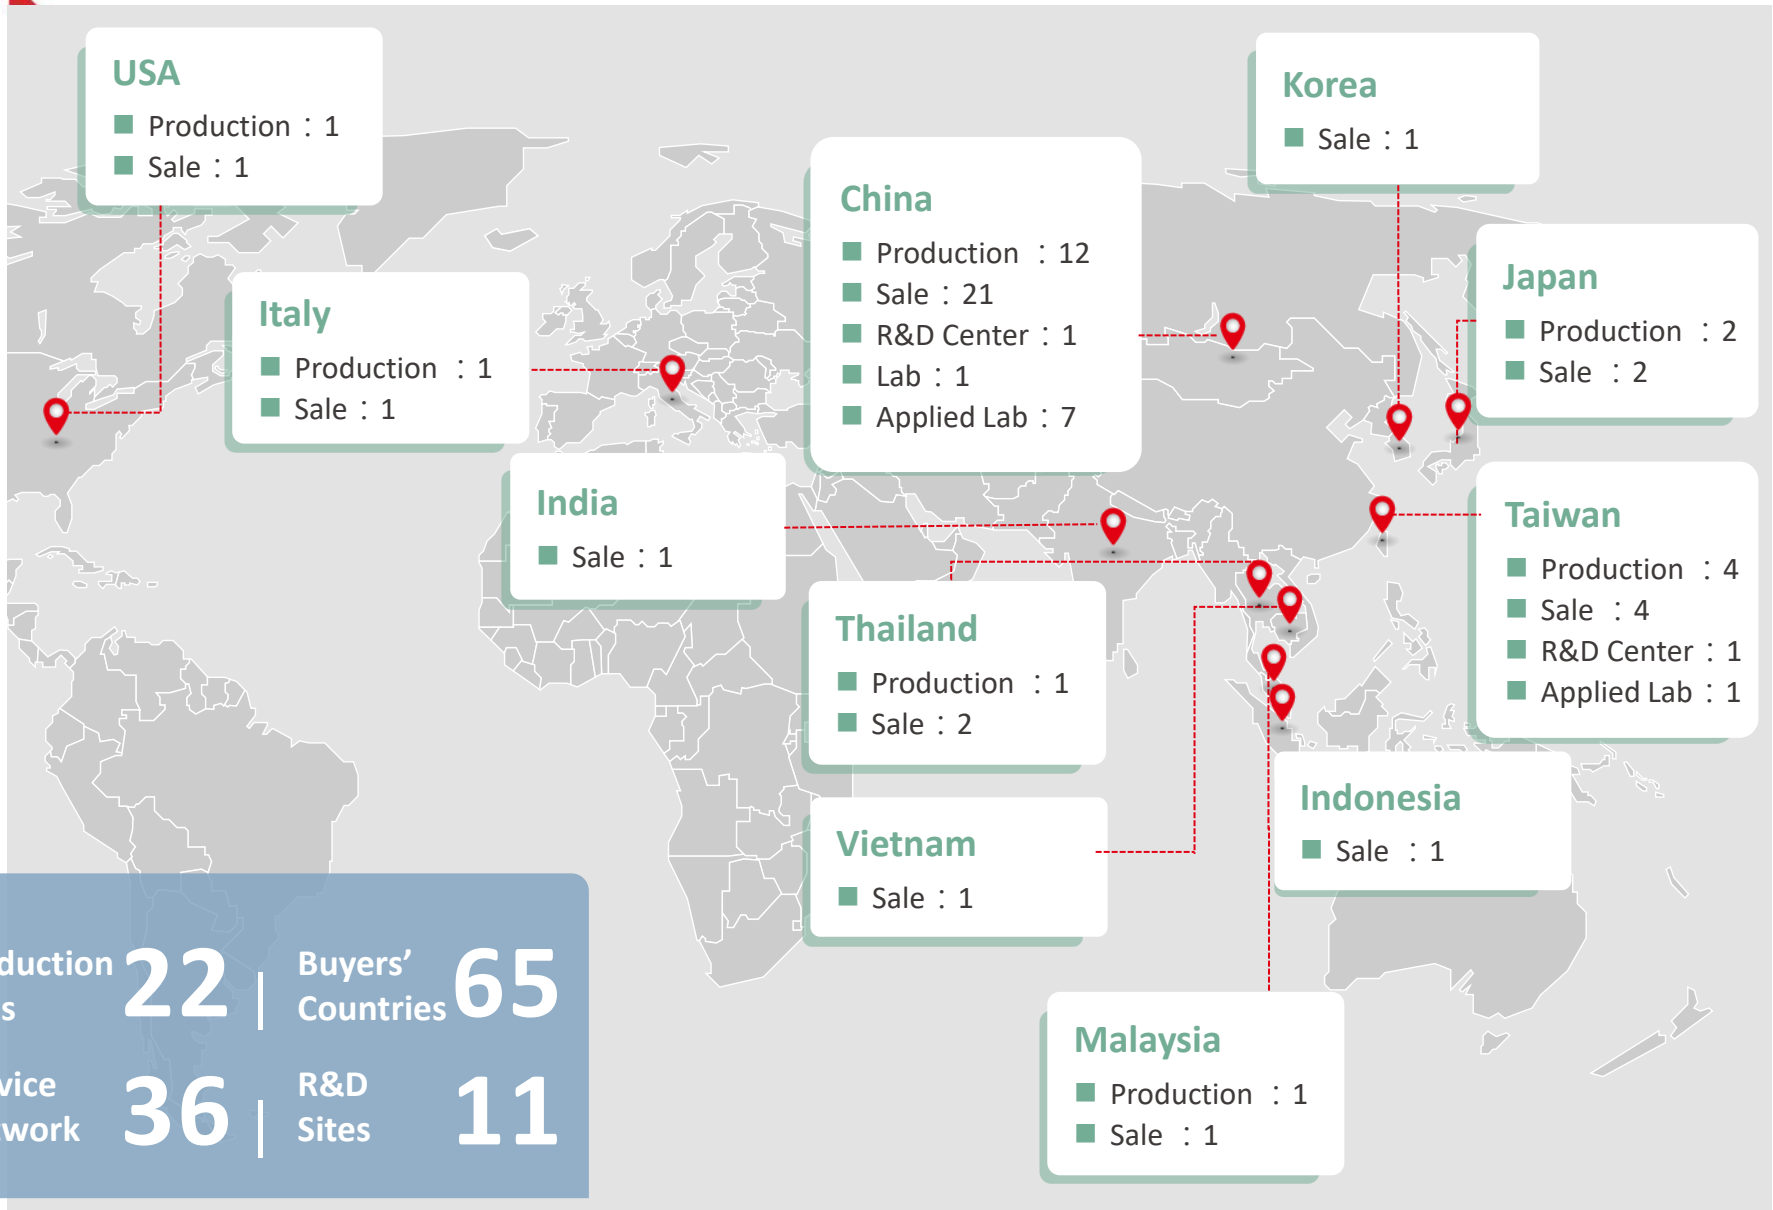 USA
Production：1
Sale：1
Korea
Sale：1
China
Production ：12
Sale：21
R&D Center：1
Lab：1
Applied Lab：7
Japan
Production ：2
Sale ：2
Italy
Production ：1
Sale：1
India
Sale：1
Taiwan
Production ：4
Sale ：4
R&D Center：1
Applied Lab：1
Thailand
Production ：1
Sale：2
Vietnam
Sale：1
Indonesia
Sale ：1
Malaysia
Production ：1
Sale ：1
22
Buyers’
Countries
65
36
R&D
Sites
11